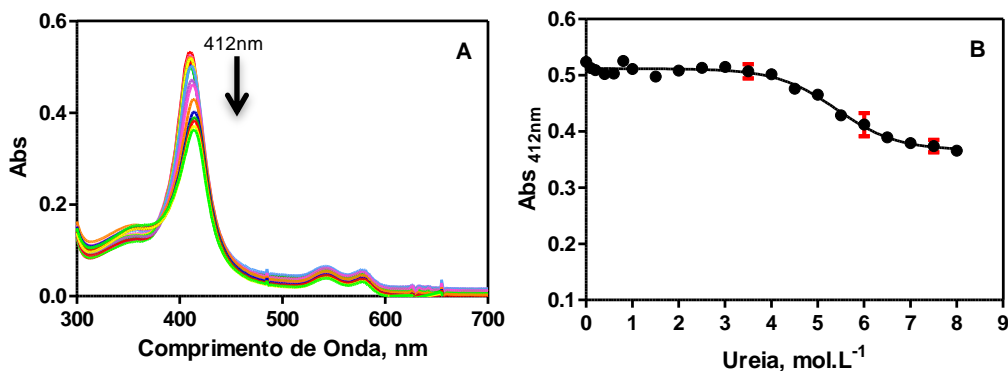 412nm
A
Abs
0.6
0.4
0.2
0.0
300 400 500 600 700
Comprimento de Onda, nm
B
Abs 412nm
0.6
0.5
0.4
0.3
0.2
0.1
0 1 2 3 4 5 6 7 8 9
Ureia, mol.L-1